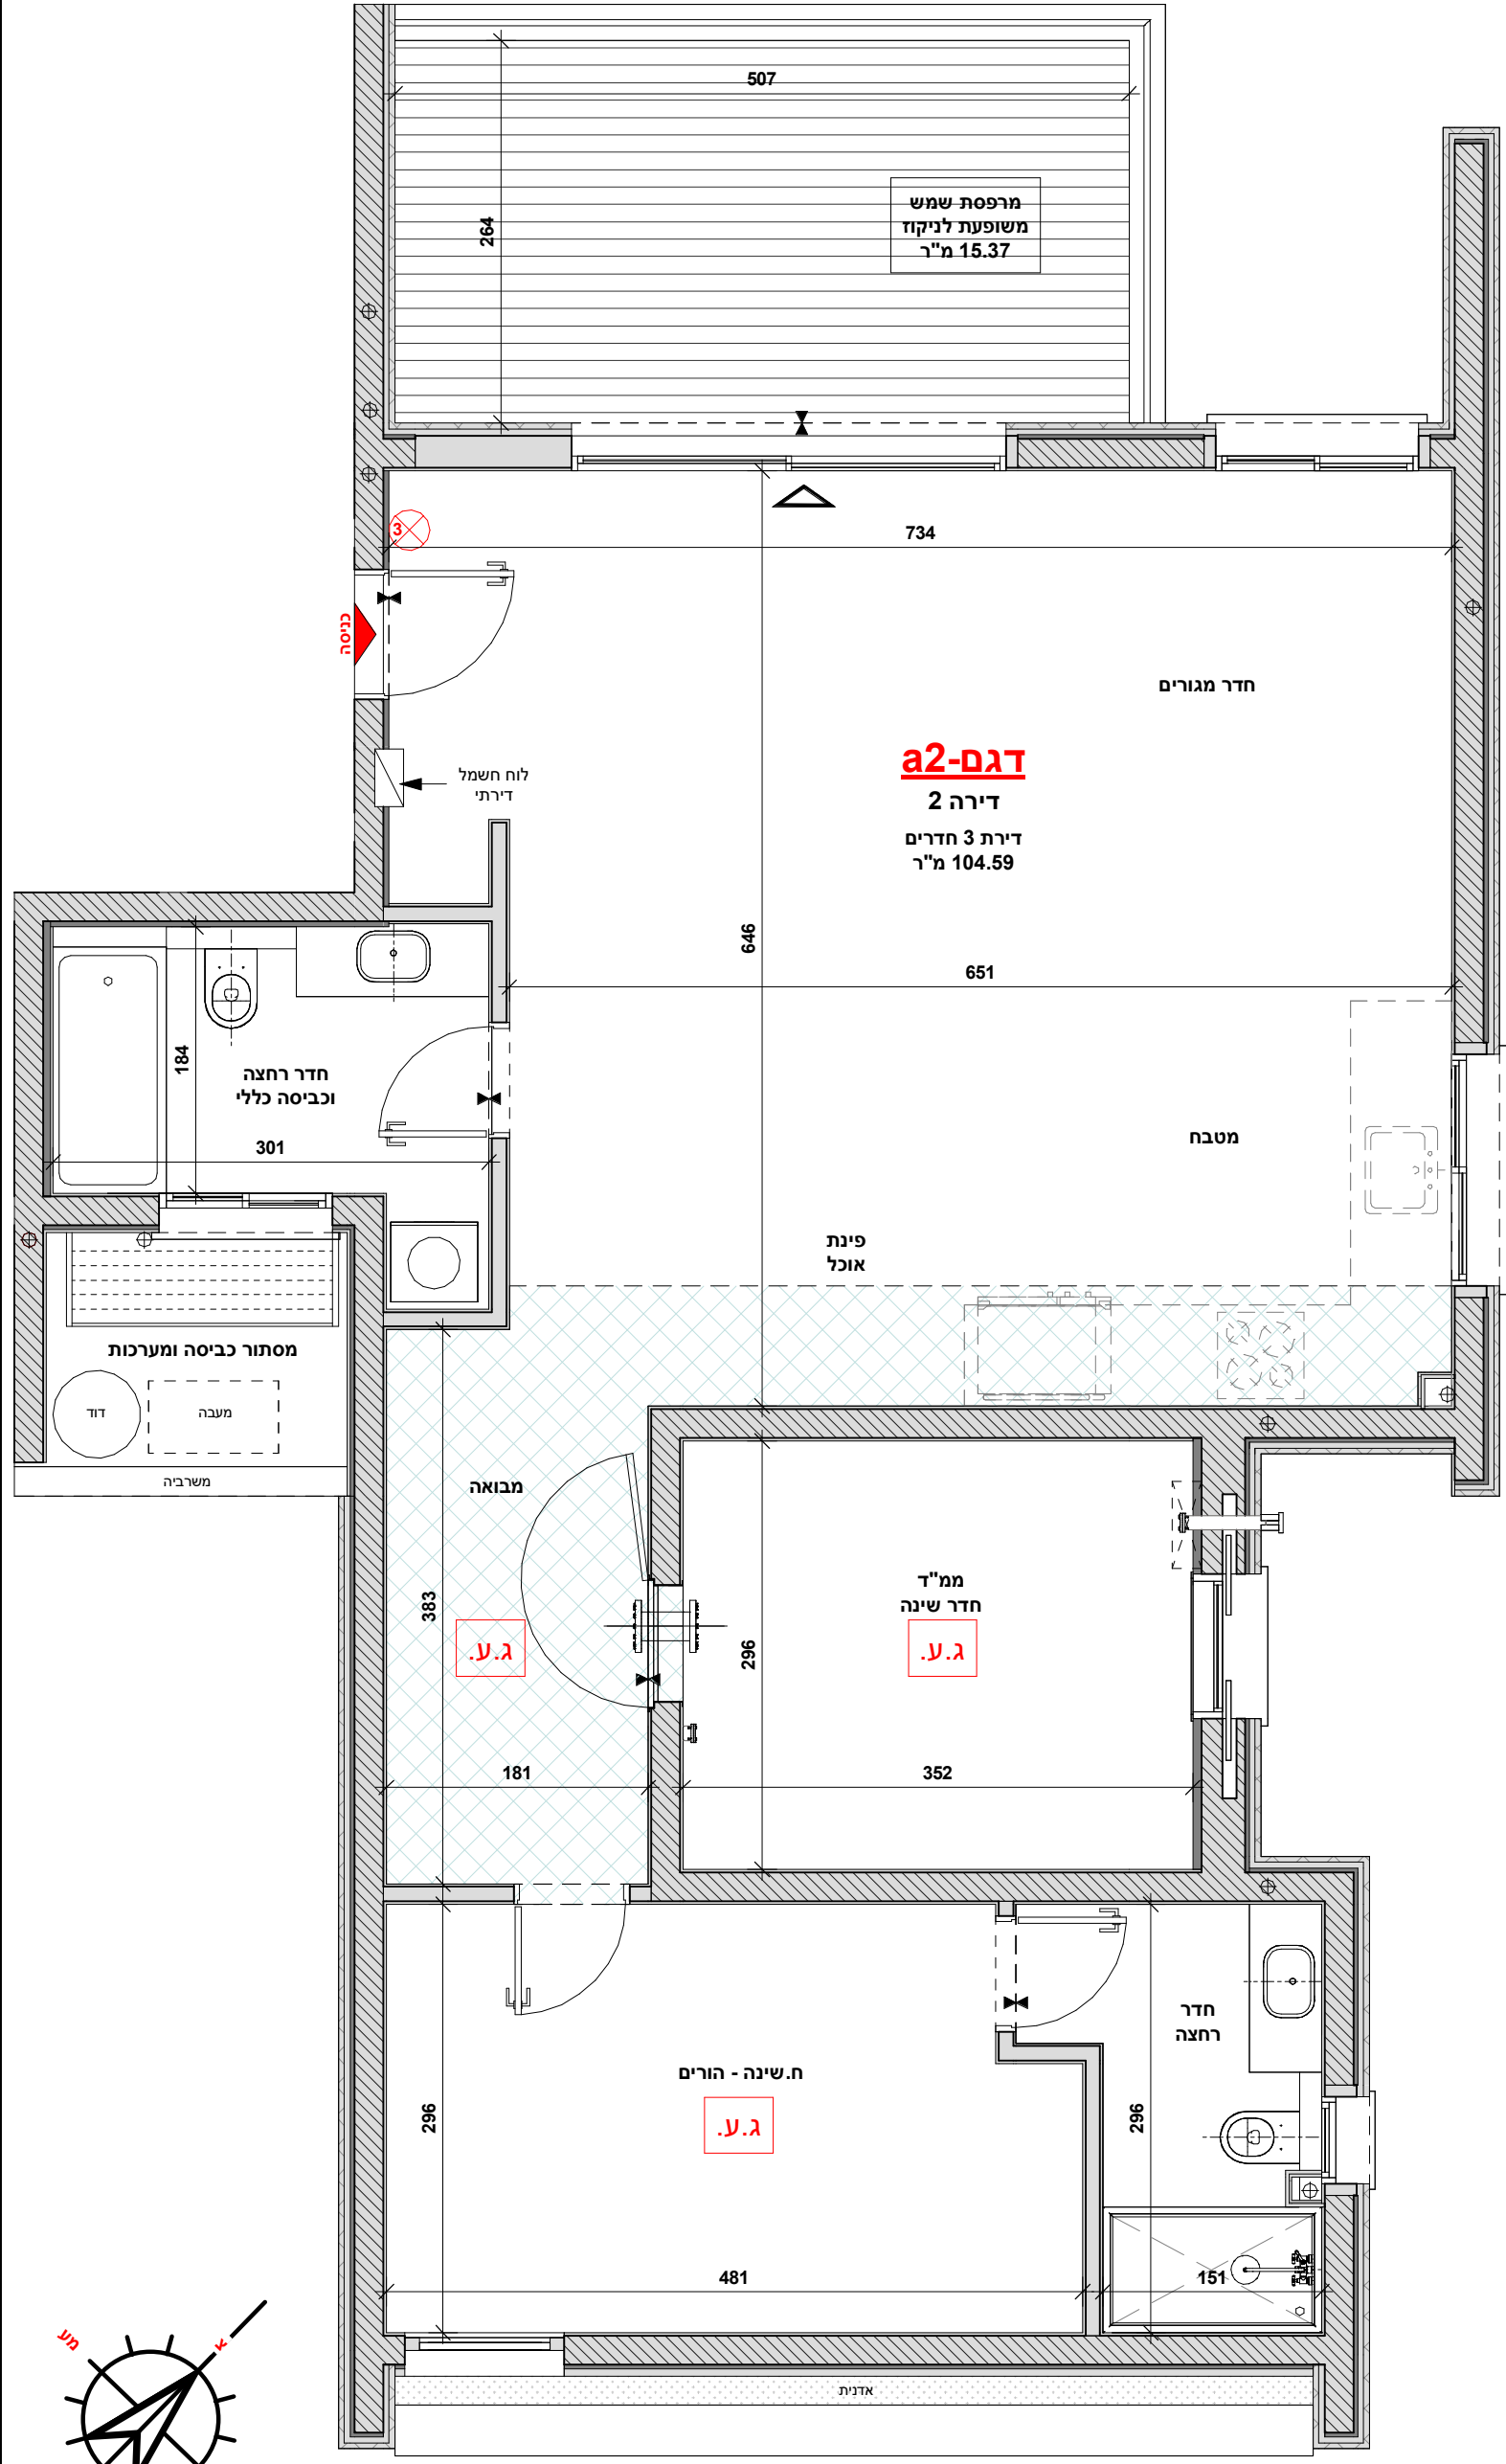 507
264
מרפסת שמש
משופעת לניקוז
15.37 מ"ר
734
3
כניסה
חדר מגורים
דגם-a2
דירה 2
דירת 3 חדרים
104.59 מ"ר
לוח חשמל
דירתי
646
651
184
חדר רחצה
וכביסה כללי
301
מטבח
פינת
אוכל
מסתור כביסה ומערכות
דוד
מעבה
משרביה
מבואה
383
ג.ע.
181
ממ"ד
חדר שינה
ג.ע.
296
352
חדר
רחצה
ח.שינה - הורים
ג.ע.
296
296
481
151
אדנית
מע